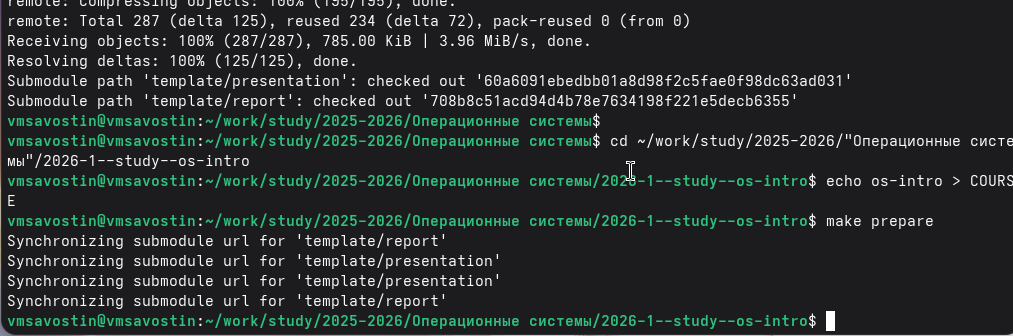 remote: Compressing objects: 100% (195/195), done.
remote: Total 287 (delta 125), reused 234 (delta 72), pack-reused 0 (from 0)
Receiving objects: 100% (287/287), 785.00 KiB | 3.96 MiB/s, done.
Resolving deltas: 100% (125/125), done.
Submodule path 'template/presentation': checked out '60a6091ebedbb01a8d98f2c5fae0f98dc63ad031'
Submodule path 'template/report': checked out '708b8c51acd94d4b78e7634198f221e5decb6355'
vmsavostin@vmsavostin:~/work/study/2025-2026/Операционные системы$
vmsavostin@vmsavostin:~/work/study/2025-2026/Операционные системы$ cd ~/work/study/2025-2026/"Операционные систе
мы"/2026-1--study--os-intro
vmsavostin@vmsavostin:~/work/study/2025-2026/Операционные системы/2026-1--study--os-intro$ echo os-intro > COURS
E
vmsavostin@vmsavostin:~/work/study/2025-2026/Операционные системы/2026-1--study--os-intro$ make prepare
Synchronizing submodule url for 'template/report'
Synchronizing submodule url for 'template/presentation'
Synchronizing submodule url for 'template/presentation'
Synchronizing submodule url for 'template/report'
vmsavostin@vmsavostin:~/work/study/2025-2026/Операционные системы/2026-1--study--os-intro$